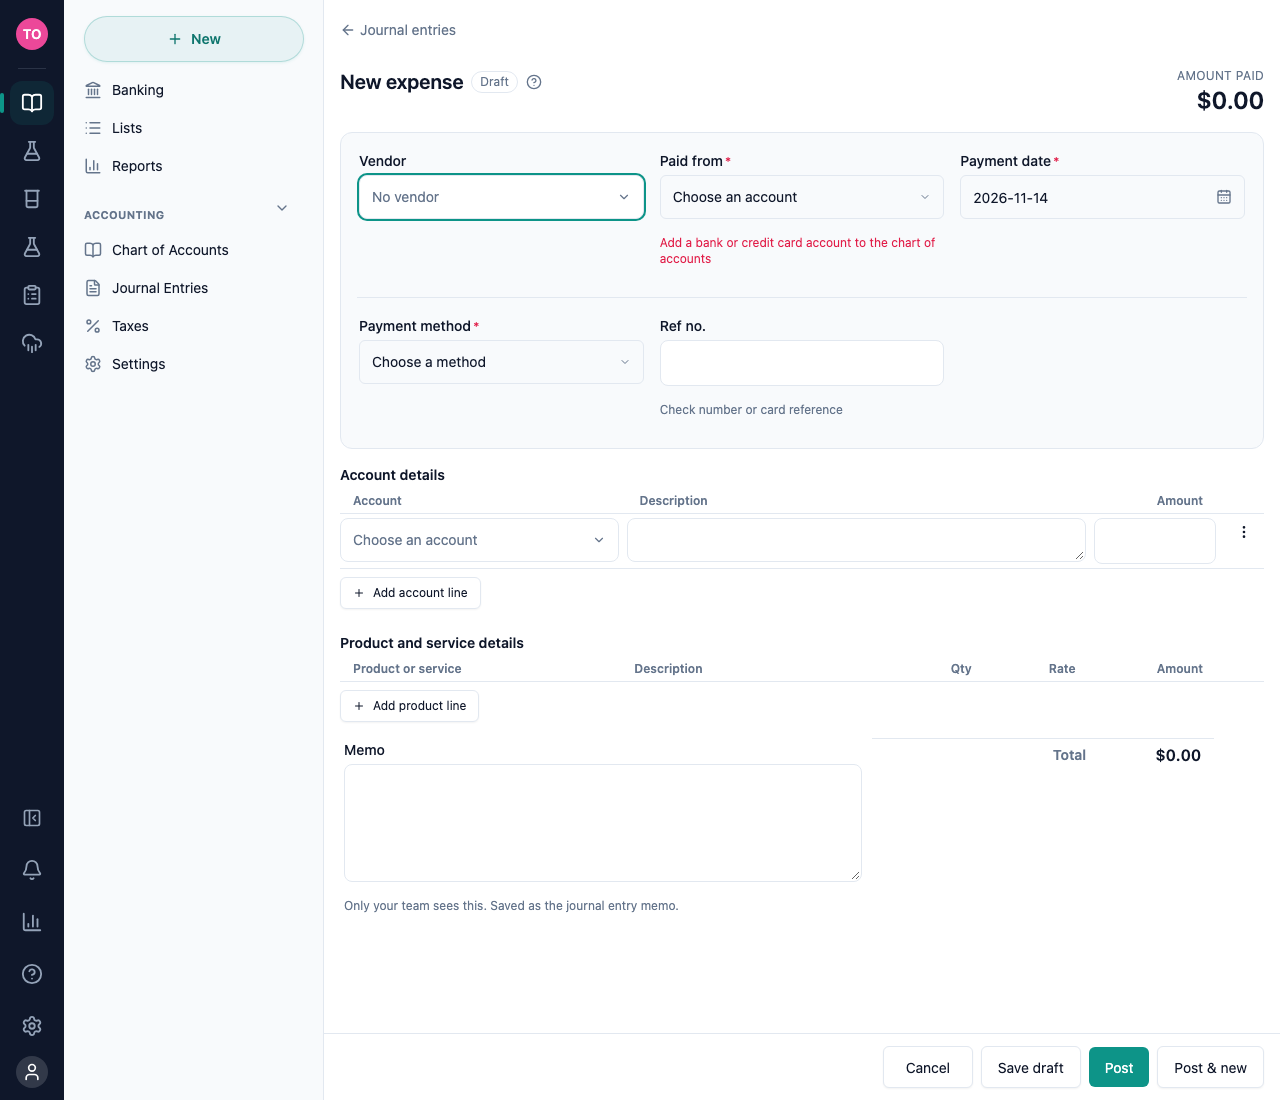 TO
New
Banking
Lists
Reports
ACCOUNTING
Chart of Accounts
Journal Entries
Taxes
Settings
Journal entries
New expense Draft
AMOUNT PAID
$0.00
Vendor
No vendor
Paid from *
Choose an account
Add a bank or credit card account to the chart of
accounts
Payment date *
2026-11-14
Payment method *
Choose a method
Ref no.
Check number or card reference
Account details
Account Description Amount
Choose an account
Add account line
Product and service details
Product or service Description Qty Rate Amount
Add product line
Memo
Total $0.00
Only your team sees this. Saved as the journal entry memo.
Cancel Save draft Post Post & new